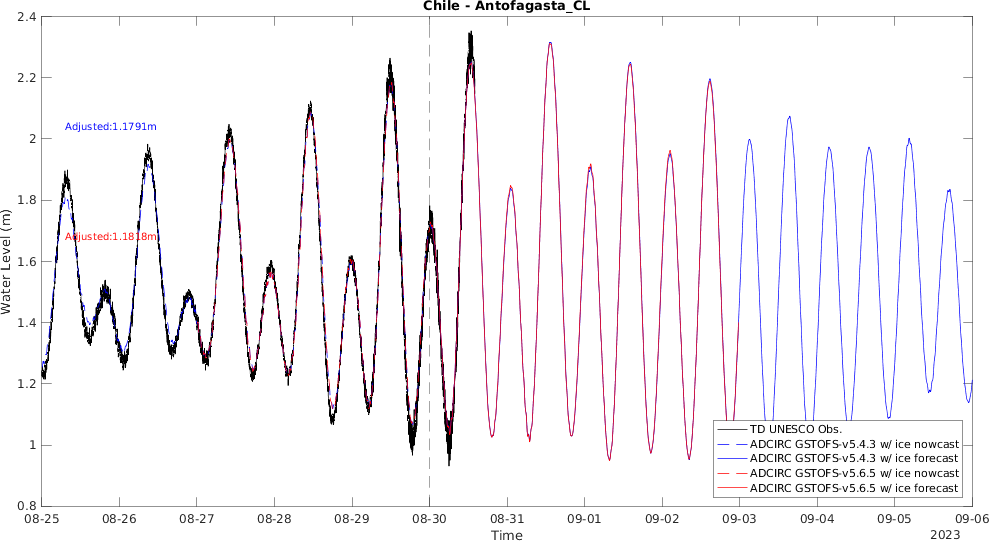 Chile - Antofagasta_CL
2.4
2.2
2
1.8
1.6
1.4
1.2
1
0.8
Water Level (m)
Adjusted:1.1791m
Adjusted:1.1818m
TD UNESCO Obs.
ADCIRC GSTOFS-v5.4.3 w/ ice nowcast
ADCIRC GSTOFS-v5.4.3 w/ ice forecast
ADCIRC GSTOFS-v5.6.5 w/ ice nowcast
ADCIRC GSTOFS-v5.6.5 w/ ice forecast
08-25 08-26 08-27 08-28 08-29 08-30 08-31 09-01 09-02 09-03 09-04 09-05 09-06
Time
2023